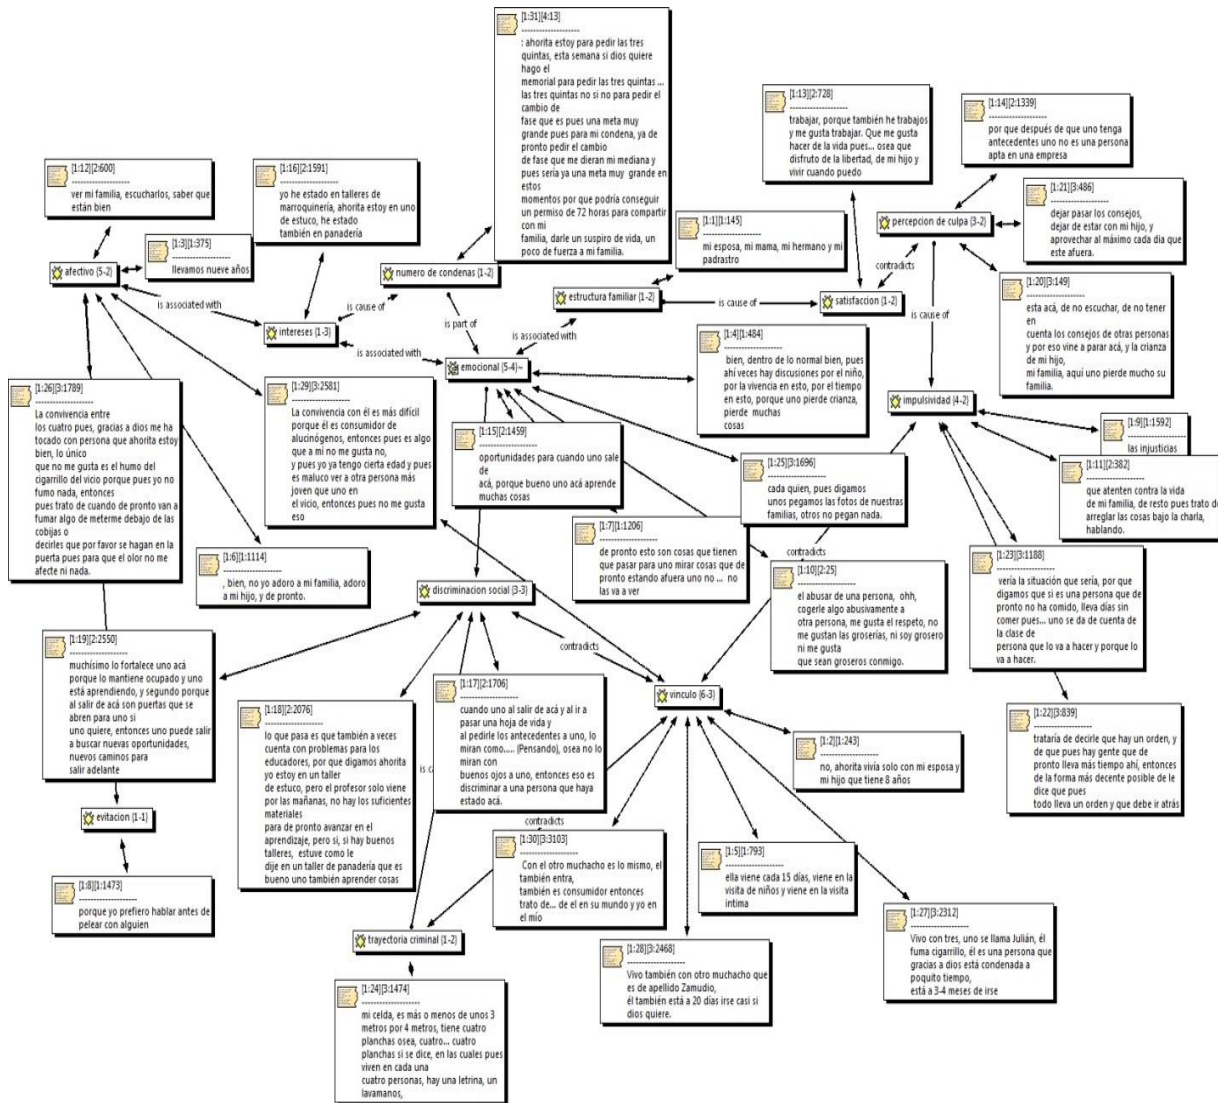 [1:31][4:13]
: ahorita estoy para pedir las tres
quintas, esta semana si dios quiere
hago el
memorial para pedir las tres quintas ...
las tres quintas no si no para pedir el
cambio de
fase que es pues una meta muy
grande pues para mi condena, ya de
pronto pedir el cambio
de fase que me dieran mi mediana y
pues sería ya una meta muy grande en
estos
momentos por que podría conseguir
un permiso de 72 horas para compartir
con mi
familia, darle un suspiro de vida, un
poco de fuerza a mi familia.
[1:13][2:728]
trabajar, porque también he trabajos
y me gusta trabajar. Que me gusta
hacer de la vida pues... osea que
disfruto de la libertad, de mi hijo y
vivir cuando puedo
[1:14][2:1339]
por que después de que uno tenga
antecedentes uno no es una persona
apta en una empresa
[1:12][2:600]
ver mi familia, escucharlos, saber que
están bien
[1:16][2:1591]
yo he estado en talleres de
marroquinería, ahorita estoy en uno
de estuco, he estado
también en panadería
[1:21][3:486]
dejar pasar los consejos,
dejar de estar con mi hijo, y
aprovechar al máximo cada dia que
este afuera.
[1:1][1:145]
mi esposa, mi mama, mi hermano y mi
padrastro
percepcion de culpa {3-2}
[1:3][1:375]
llevamos nueve años
afectivo {5-2}
numero de condenas {1-2}
contradicts
[1:20][3:149]
esta acá, de no escuchar, de no tener
en
cuenta los consejos de otras personas
y por eso vine a parar acá, y la crianza
de mi hijo,
mi familia, aquí uno pierde mucho su
familia.
estructura familiar {1-2}
is cause of
satisfaccion {1-2}
is associated with
is cause of
intereses {1-3}
is part of
is associated with
is associated with
is cause of
emocional {5-4}~
[1:4][1:484]
bien, dentro de lo normal bien, pues
ahí veces hay discusiones por el niño,
por la vivencia en esto, por el tiempo
en esto, porque uno pierde crianza,
pierde muchas
cosas
[1:26][3:1789]
La convivencia entre
los cuatro pues, gracias a dios me ha
tocado con persona que ahorita estoy
bien, lo único
que no me gusta es el humo del
cigarrillo del vicio porque pues yo no
fumo nada, entonces
pues trato de cuando de pronto van a
fumar algo de meterme debajo de las
cobijas o
decirles que por favor se hagan en la
puerta pues para que el olor no me
afecte ni nada.
[1:29][3:2581]
La convivencia con él es más difícil
porque él es consumidor de
alucinógenos, entonces pues es algo
que a mi no me gusta no,
y pues yo ya tengo cierta edad y pues
es maluco ver a otra persona más
joven que uno en
el vicio, entonces pues no me gusta
eso
impulsividad {4-2}
[1:9][1:1592]
las injusticias
[1:15][2:1459]
oportunidades para cuando uno sale
de
acá, porque bueno uno acá aprende
muchas cosas
[1:25][3:1696]
cada quien, pues digamos
unos pegamos las fotos de nuestras
familias, otros no pegan nada.
[1:11][2:382]
que atenten contra la vida
de mi familia, de resto pues trato de
arreglar las cosas bajo la charla,
hablando.
[1:7][1:1206]
de pronto esto son cosas que tienen
que pasar para uno mirar cosas que de
pronto estando afuera uno no ... no
las va a ver
[1:6][1:1114]
, bien, no yo adoro a mi familia, adoro
a mi hijo, y de pronto.
contradicts
[1:10][2:25]
el abusar de una persona, ohh,
cogerle algo abusivamente a
otra persona, me gusta el respeto, no
me gustan las groserías, ni soy grosero
ni me gusta
que sean groseros conmigo.
[1:23][3:1188]
vería la situación que sería, por que
digamos que si es una persona que de
pronto no ha comido, lleva días sin
comer pues... uno se da de cuenta de
la clase de
persona que lo va a hacer y porque lo
va a hacer.
discriminacion social {3-3}
[1:19][2:2550]
muchísimo lo fortalece uno acá
porque lo mantiene ocupado y uno
está aprendiendo, y segundo porque
al salir de acá son puertas que se
abren para uno si
uno quiere, entonces uno puede salir
a buscar nuevas oportunidades,
nuevos caminos para
salir adelante
contradicts
[1:17][2:1706]
cuando uno al salir de acá y al ir a
pasar una hoja de vida y
al pedirle los antecedentes a uno, lo
miran como..... (Pensando), osea no lo
miran con
buenos ojos a uno, entonces eso es
discriminar a una persona que haya
estado acá.
vinculo {6-3}
[1:18][2:2076]
lo que pasa es que también a veces
cuenta con problemas para los
educadores, por que digamos ahorita
yo estoy en un taller
de estuco, pero el profesor solo viene
por las mañanas, no hay los suficientes
materiales
para de pronto avanzar en el
aprendizaje, pero si, si hay buenos
talleres, estuve como le
dije en un taller de panadería que es
bueno uno también aprender cosas
[1:22][3:839]
trataría de decirle que hay un orden, y
de que pues hay gente que de
pronto lleva más tiempo ahí, entonces
de la forma más decente posible de le
dice que pues
todo lleva un orden y que debe ir atrás
[1:2][1:243]
no, ahorita vivía solo con mi esposa y
mi hijo que tiene 8 años
is ca
evitacion {1-1}
contradicts
[1:30][3:3103]
Con el otro muchacho es lo mismo, el
también entra,
también es consumidor entonces
trato de... de el en su mundo y yo en
el mío
[1:5][1:793]
ella viene cada 15 días, viene en la
visita de niños y viene en la visita
intima
[1:8][1:1473]
porque yo prefiero hablar antes de
pelear con alguien
[1:27][3:2312]
Vivo con tres, uno se llama Julián, él
fuma cigarrillo, él es una persona que
gracias a dios está condenada a
poquito tiempo,
está a 3-4 meses de irse
trayectoria criminal {1-2}
[1:28][3:2468]
Vivo también con otro muchacho que
es de apellido Zamudio,
él también está a 20 días irse casi si
dios quiere.
[1:24][3:1474]
mi celda, es más o menos de unos 3
metros por 4 metros, tiene cuatro
planchas osea, cuatro... cuatro
planchas si se dice, en las cuales pues
viven en cada una
cuatro personas, hay una letrina, un
lavamanos,